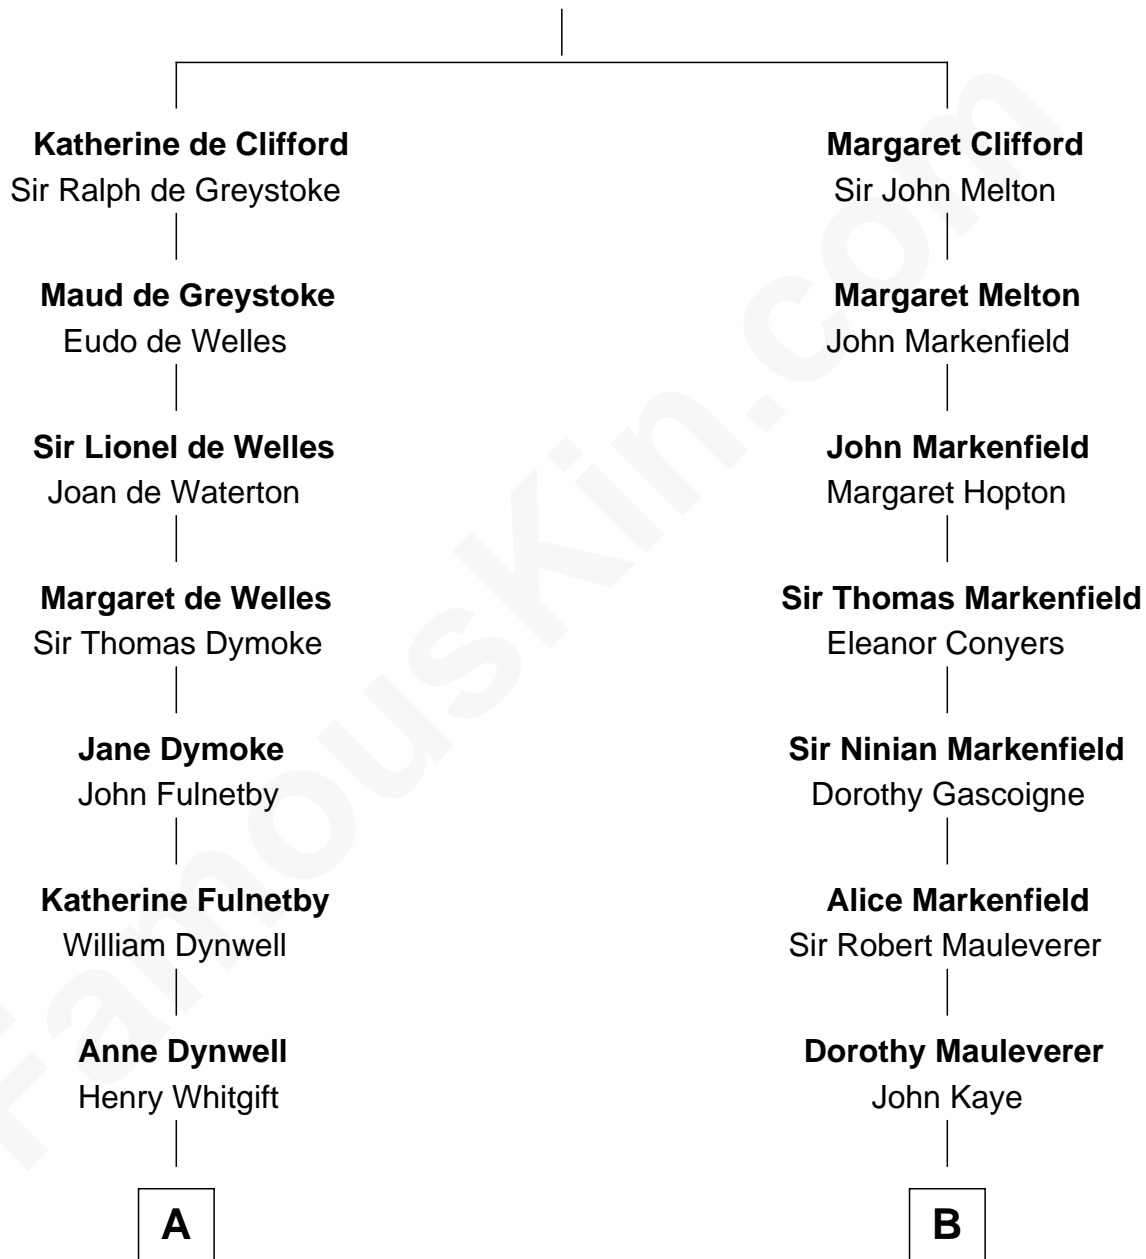 Katherine de Clifford
Sir Ralph de Greystoke
Maud de Greystoke
Eudo de Welles
Sir Lionel de Welles
Joan de Waterton
Margaret de Welles
Sir Thomas Dymoke
Jane Dymoke
John Fulnetby
Katherine Fulnetby
William Dynwell
Anne Dynwell
Henry Whitgift
A
Margaret Clifford
Sir John Melton
Margaret Melton
John Markenfield
John Markenfield
Margaret Hopton
Sir Thomas Markenfield
Eleanor Conyers
Sir Ninian Markenfield
Dorothy Gascoigne
Alice Markenfield
Sir Robert Mauleverer
Dorothy Mauleverer
John Kaye
B
FamousKin.com